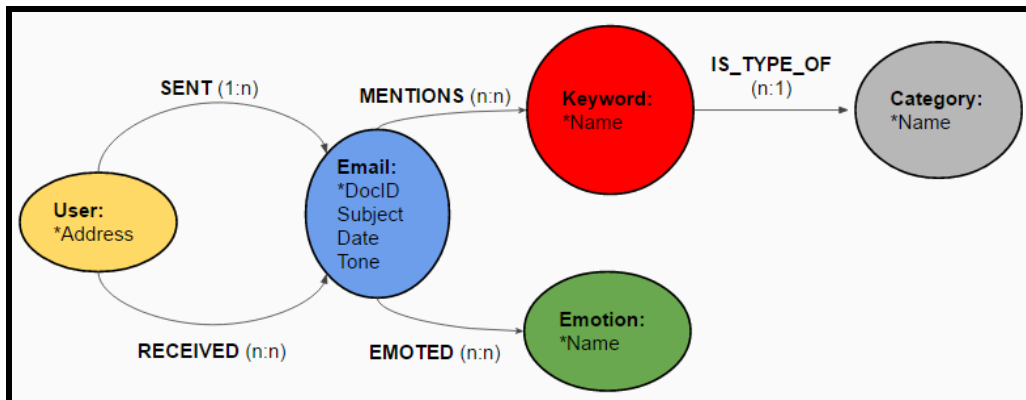 SENT (1:n)
MENTIONS (n:n)
IS_TYPE_OF
(n:1)
Keyword:
*Name
Category:
*Name
User:
*Address
Email:
*DocID
Subject
Date
Tone
RECEIVED (n:n)
EMOTED (n:n)
Emotion:
*Name